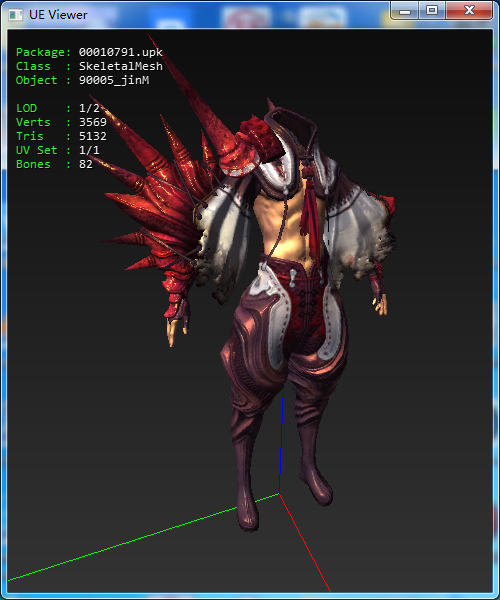 UE Viewer
Package: 00010791.upk
Class  : SkeletalMesh
Object : 90005_jinM
LOD    : 1/2
Verts  : 3569
Tris   : 5132
UV Set : 1/1
Bones  : 82